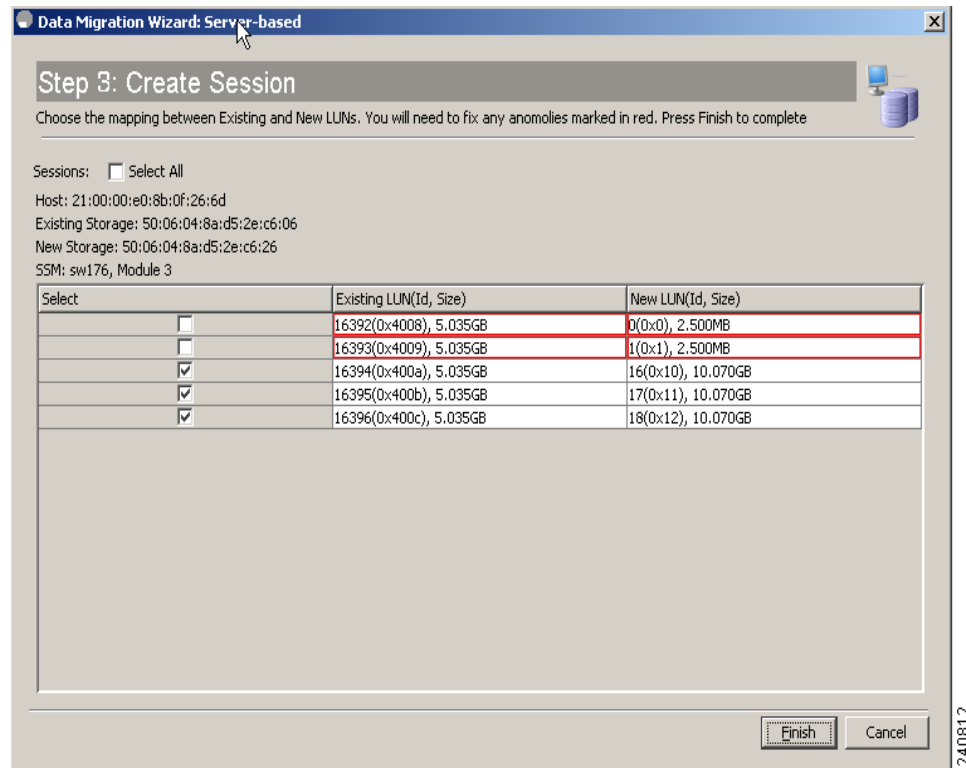 Data Migration Wizard: Server-based
Step 3: Create Session
Choose the mapping between Existing and New LUNs. You will need to fix any anomolies marked in red. Press Finish to complete
Sessions: Select All
Host: 21:00:00:e0:8b:0f:26:6d
Existing Storage: 50:06:04:8a:d5:2e:c6:06
New Storage: 50:06:04:8a:d5:2e:c6:26
SSM: sw176, Module 3
Select Existing LUN(Id, Size) New LUN(Id, Size)
16392(0x4008), 5.035GB 0(0x0), 2.500MB
16393(0x4009), 5.035GB 1(0x1), 2.500MB
16394(0x400a), 5.035GB 16(0x10), 10.070GB
16395(0x400b), 5.035GB 17(0x11), 10.070GB
16396(0x400c), 5.035GB 18(0x12), 10.070GB
Finish Cancel
240812